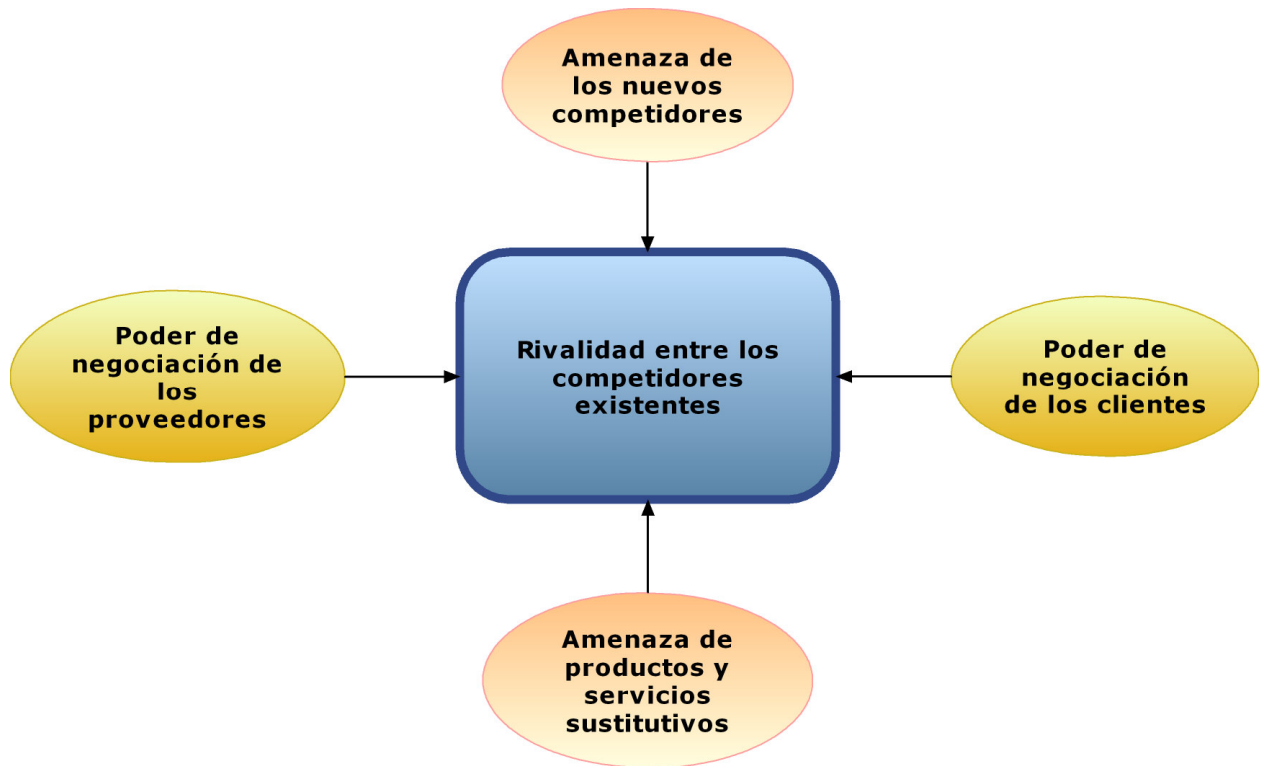 Amenaza de
los nuevos
competidores
Poder de
negociación de
los
proveedores
Rivalidad entre los
competidores
existentes
Poder de
negociación
de los clientes
Amenaza de
productos y
servicios
sustitutivos